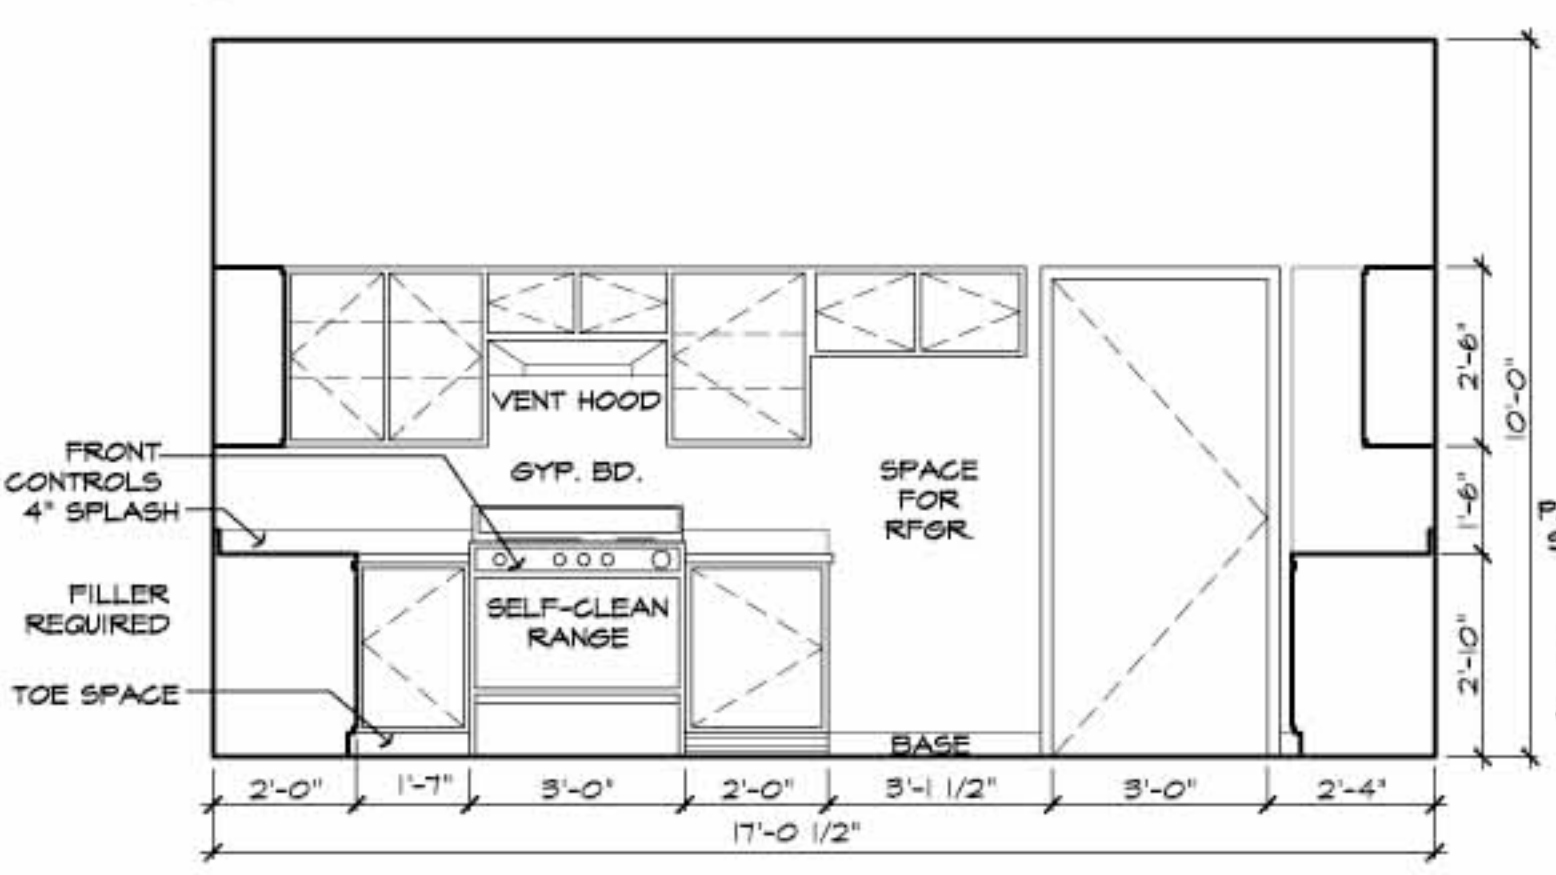 VENT HOOD
FRONT
CONTROLS
4" SPLASH
GYP. BD.
SPACE
FOR
RFGR.
FILLER
REQUIRED
SELF-CLEAN
RANGE
TOE SPACE
BASE
2'-6"
10'-0"
1'-6"
2'-10"
2'-0"
1'-7"
3'-0"
2'-0"
3'-1 1/2"
3'-0"
2'-4"
17'-0 1/2"